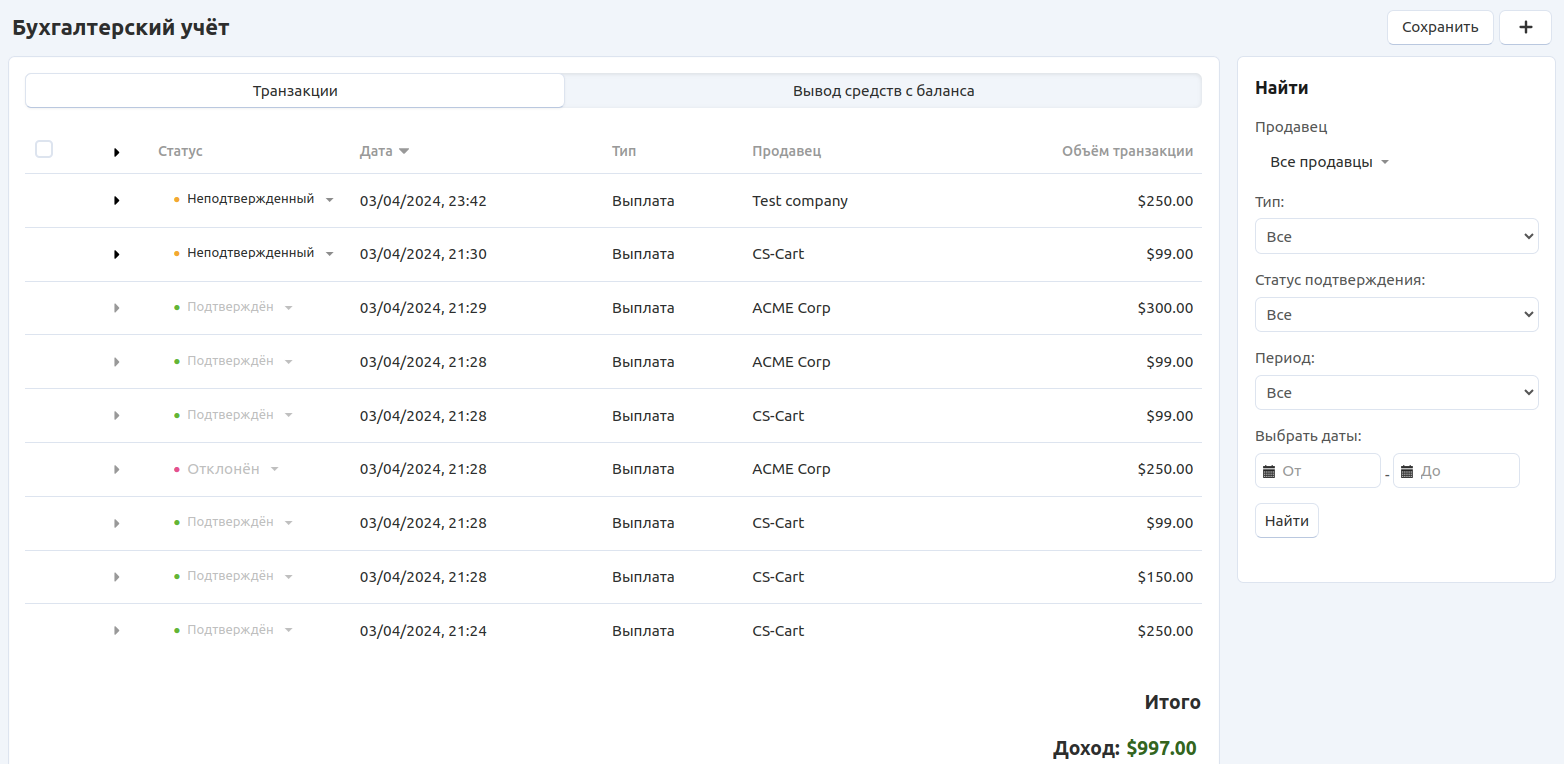 Бухгалтерский учёт
Сохранить +
Транзакции Вывод средств с баланса
Статус Дата Тип Продавец Объём транзакции
Неподтвержденный 03/04/2024, 23:42 Выплата Test company $250.00
Неподтвержденный 03/04/2024, 21:30 Выплата CS-Cart $99.00
Подтверждён 03/04/2024, 21:29 Выплата ACME Corp $300.00
Подтверждён 03/04/2024, 21:28 Выплата ACME Corp $99.00
Подтверждён 03/04/2024, 21:28 Выплата CS-Cart $99.00
Отклонён 03/04/2024, 21:28 Выплата ACME Corp $250.00
Подтверждён 03/04/2024, 21:28 Выплата CS-Cart $99.00
Подтверждён 03/04/2024, 21:28 Выплата CS-Cart $150.00
Подтверждён 03/04/2024, 21:24 Выплата CS-Cart $250.00
Итого
Доход: $997.00
Найти
Продавец
Все продавцы
Тип:
Все
Статус подтверждения:
Все
Период:
Все
Выбрать даты:
От - До
Найти